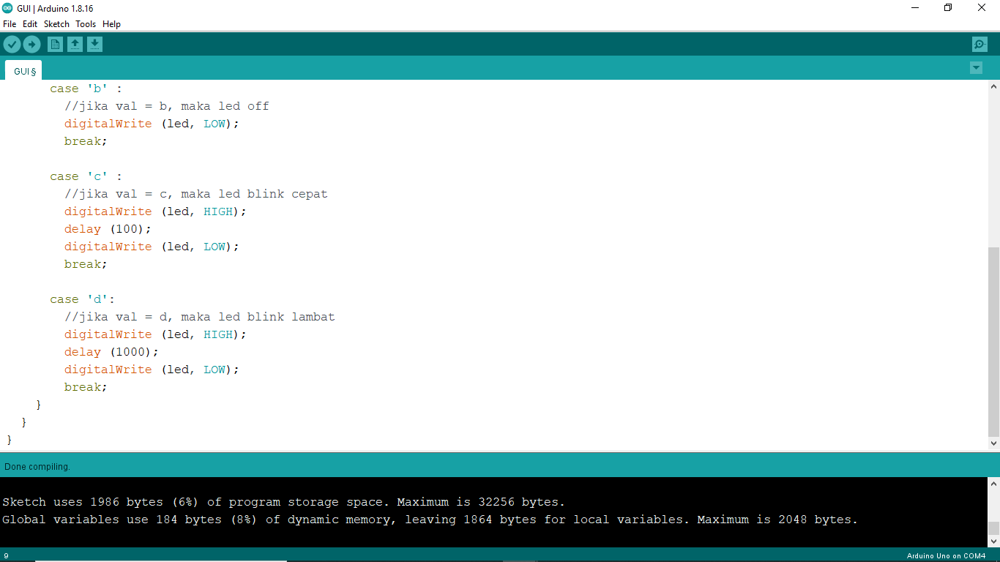 GUI | Arduino 1.8.16
File Edit Sketch Tools Help
GUI §
case 'b' :
//jika val = b, maka led off
digitalWrite (led, LOW);
break;
case 'c' :
//jika val = c, maka led blink cepat
digitalWrite (led, HIGH);
delay (100);
digitalWrite (led, LOW);
break;
case 'd':
//jika val = d, maka led blink lambat
digitalWrite (led, HIGH);
delay (1000);
digitalWrite (led, LOW);
break;
}
}
}
Done compiling.
Sketch uses 1986 bytes (6%) of program storage space. Maximum is 32256 bytes.
Global variables use 184 bytes (8%) of dynamic memory, leaving 1864 bytes for local variables. Maximum is 2048 bytes.
9 Arduino Uno on COM4